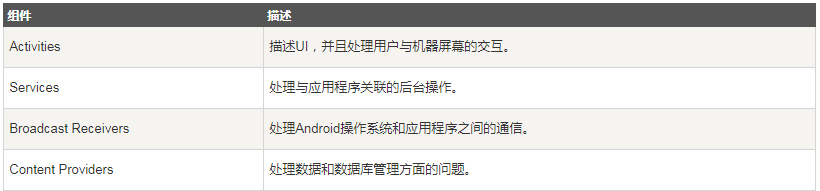 组件 描述
Activities 描述UI，并且处理用户与机器屏幕的交互。
Services 处理与应用程序关联的后台操作。
Broadcast Receivers 处理Android操作系统和应用程序之间的通信。
Content Providers 处理数据和数据库管理方面的问题。